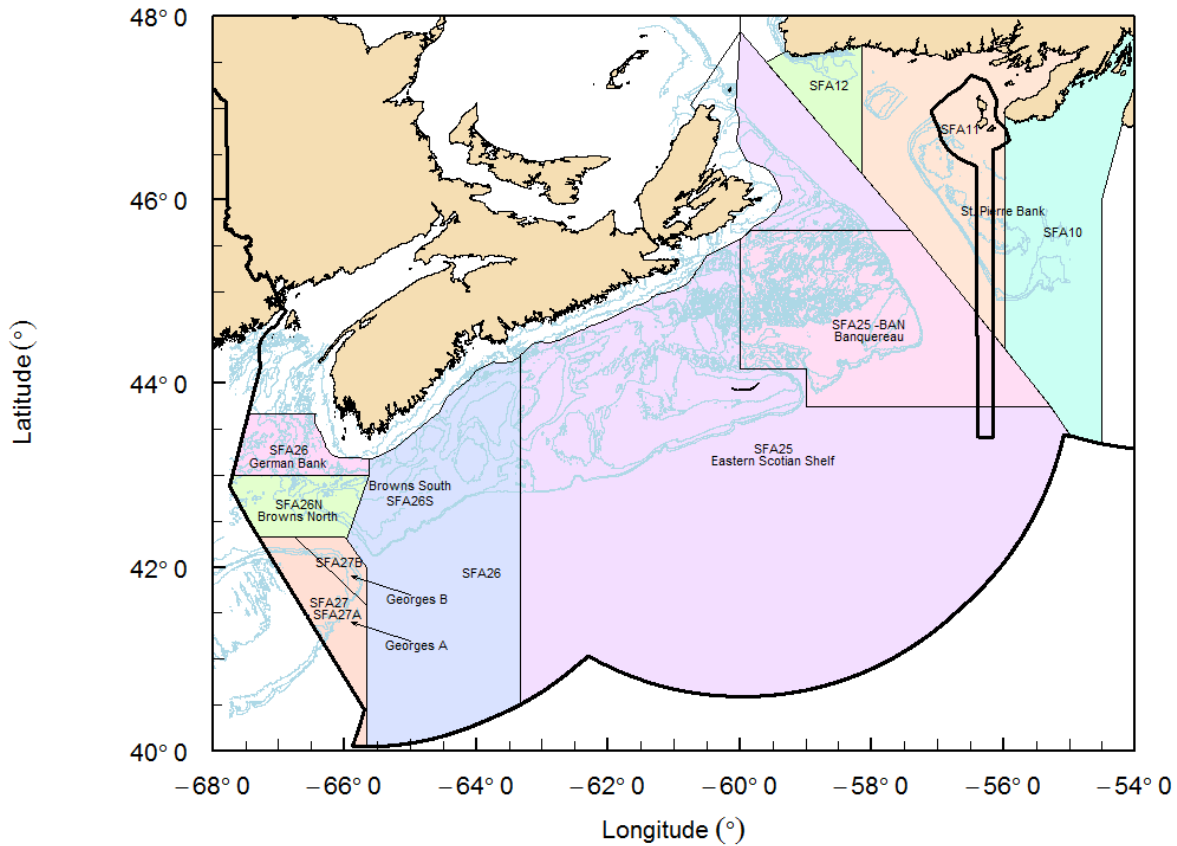 48° 0
46° 0
44° 0
42° 0
40° 0
Latitude (°)
SFA12
SFA11
St. Pierre Bank
SFA10
SFA25 -BAN
Banquereau
SFA25
Eastern Scotian Shelf
SFA26
German Bank
Browns South
SFA26S
SFA26N
Browns North
SFA27B
SFA26
Georges B
SFA27
SFA27A
Georges A
−68° 0
−66° 0
−64° 0
−62° 0
−60° 0
−58° 0
−56° 0
−54° 0
Longitude (°)